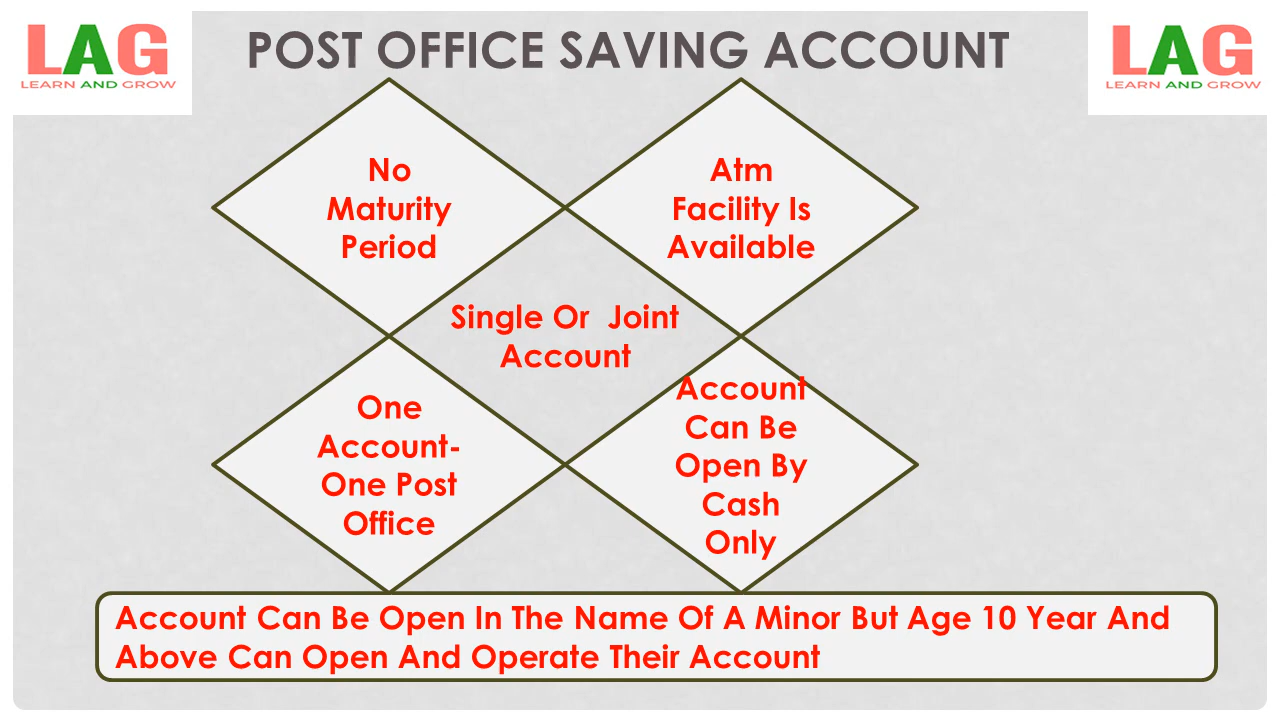 LAG
LEARN AND GROW
POST OFFICE SAVING ACCOUNT
LAG
LEARN AND GROW
No
Maturity
Period
Atm
Facility Is
Available
Single Or  Joint
Account
One
Account-
One Post
Office
Account
Can Be
Open By
Cash
Only
Account Can Be Open In The Name Of A Minor But Age 10 Year And
Above Can Open And Operate Their Account